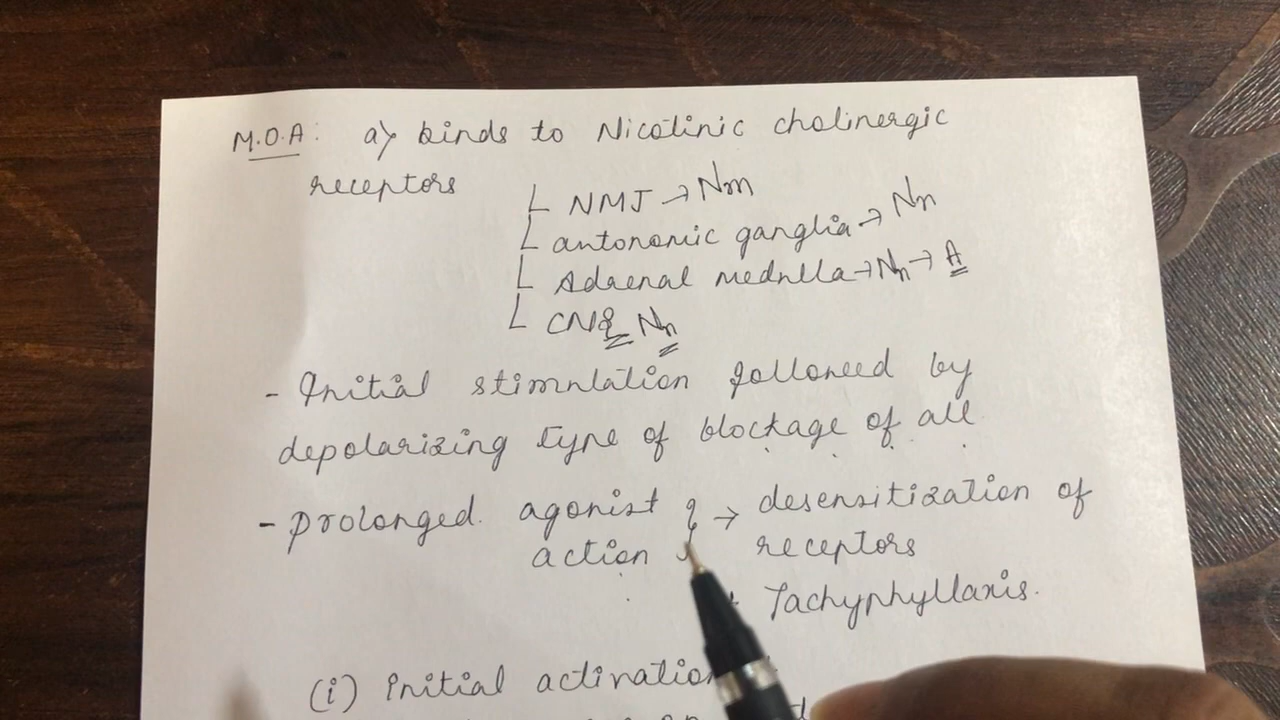 M.O.A: a) binds to Nicotinic cholinergic
receptors
NMJ → Nm
autonomic ganglia → Nn
Adrenal medulla → Nn → A
CNS Nn
- Initial stimulation followed by
depolarizing type of blockage of all
- Prolonged agonist } → desensitization of
action receptors
Tachyphyllaxis.
(i) Initial activation